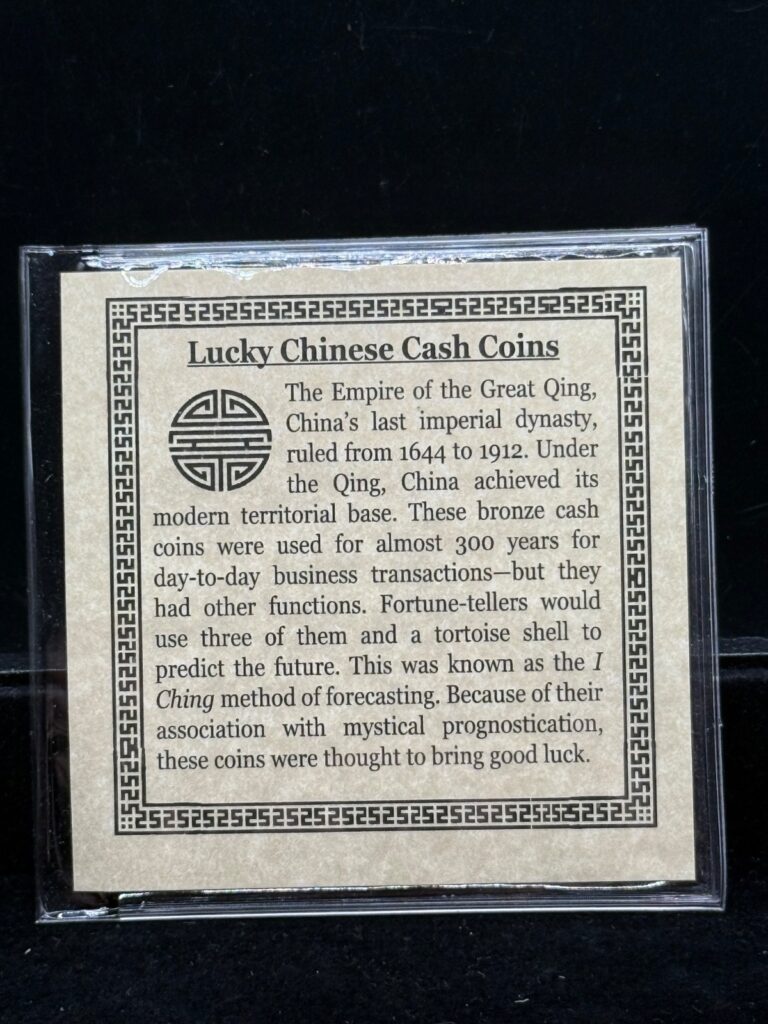 Lucky Chinese Cash Coins
The Empire of the Great Qing,
China's last imperial dynasty,
ruled from 1644 to 1912. Under
the Qing, China achieved its
modern territorial base. These bronze cash
coins were used for almost 300 years for
day-to-day business transactions—but they
had other functions. Fortune-tellers would
use three of them and a tortoise shell to
predict the future. This was known as the I
Ching method of forecasting. Because of their
association with mystical prognostication,
these coins were thought to bring good luck.